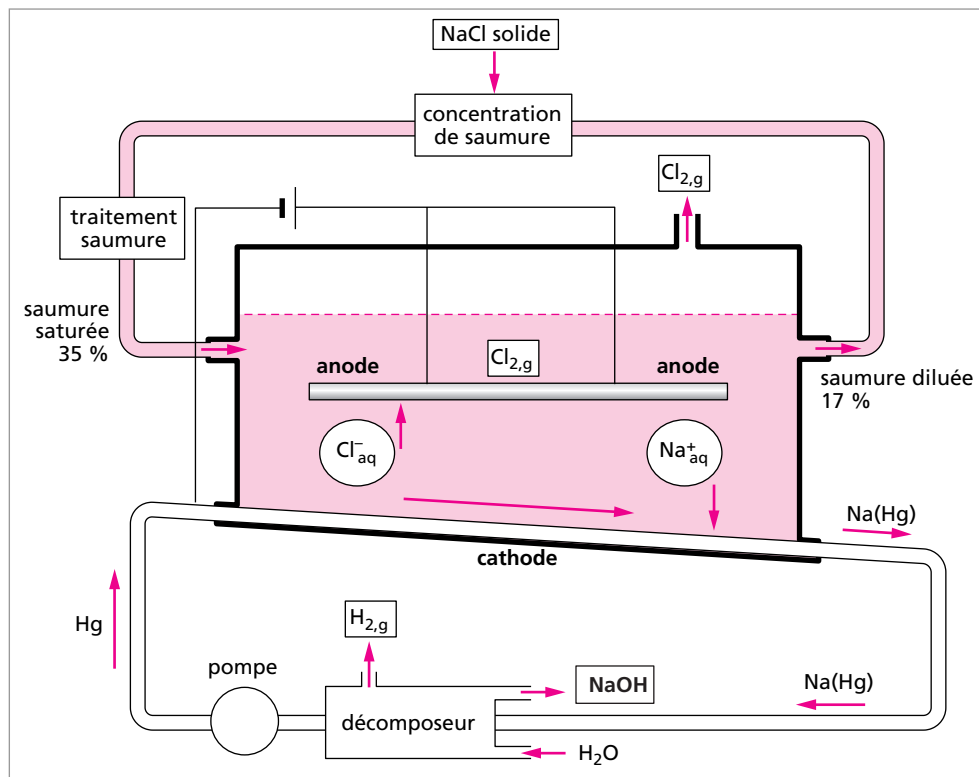 NaCl solide
concentration
de saumure
Cl2,g
traitement
saumure
saumure
saturée
35 %
anode
Cl2,g
anode
saumure diluée
17 %
Cl−aq
Na+aq
Na(Hg)
cathode
Hg
H2,g
pompe
NaOH
Na(Hg)
décomposeur
H2O